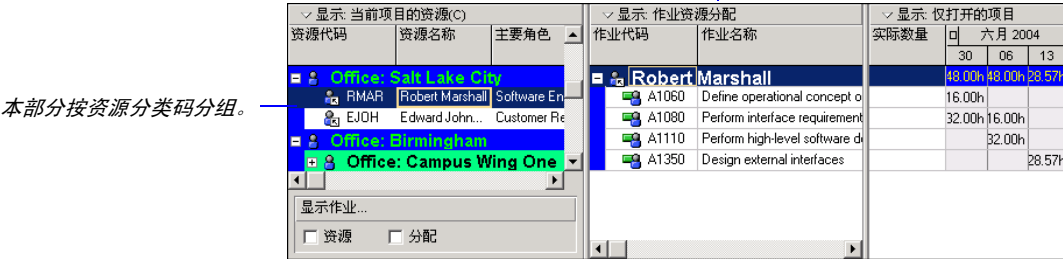 显示: 当前项目的资源(C)
资源代码 资源名称 主要角色
Office: Salt Lake City
RMAR Robert Marshall Software En
EJOH Edward John... Customer Re
Office: Birmingham
Office: Campus Wing One
显示作业...
资源 分配
本部分按资源分类码分组。
显示: 作业资源分配
作业代码 作业名称
Robert Marshall
A1060 Define operational concept o
A1080 Perform interface requirement
A1110 Perform high-level software d
A1350 Design external interfaces
显示: 仅打开的项目
实际数量 六月 2004
30 06 13
48.00h 48.00h 28.57h
16.00h
32.00h 16.00h
32.00h
28.57h